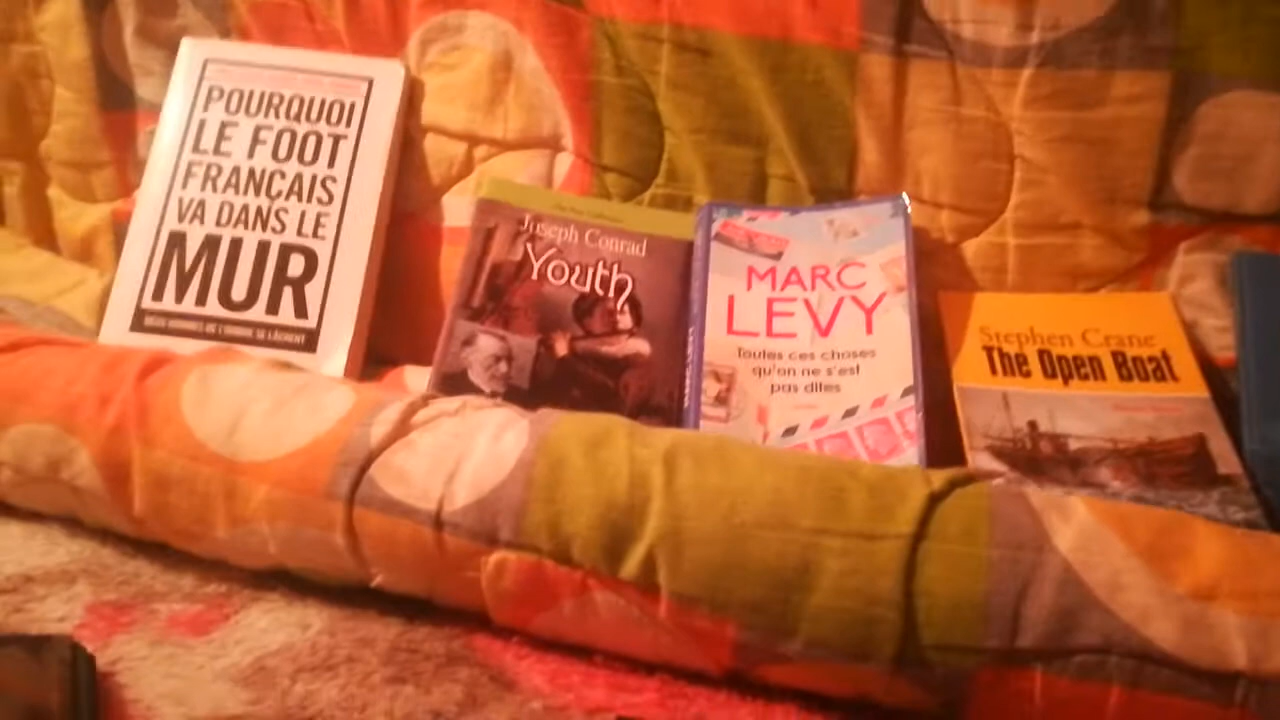 POURQUOI
LE FOOT
FRANÇAIS
VA DANS LE
MUR
Joseph Conrad
Youth
MARC
LEVY
Toutes ces choses
qu'on ne s'est
pas dites
Stephen Crane
The Open Boat